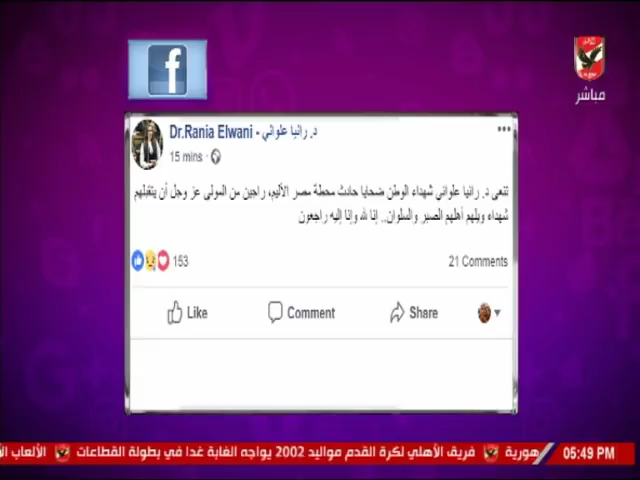 f
مباشر
Dr.Rania Elwani - د. رانيا علواني
15 mins
تنعى د. رانيا علواني شهداء الوطن ضحايا حادث محطة مصر الأليم، راجين من المولى عز وجل أن يتقبلهم
شهداء ويلهم أهلهم الصبر والسلوان.. إنا لله وإنا إليه راجعون
153
21 Comments
Like
Comment
Share
هورية فريق الأهلي لكرة القدم مواليد 2002 يواجه الغابة غدا في بطولة القطاعات الألعاب الأ
05:49 PM